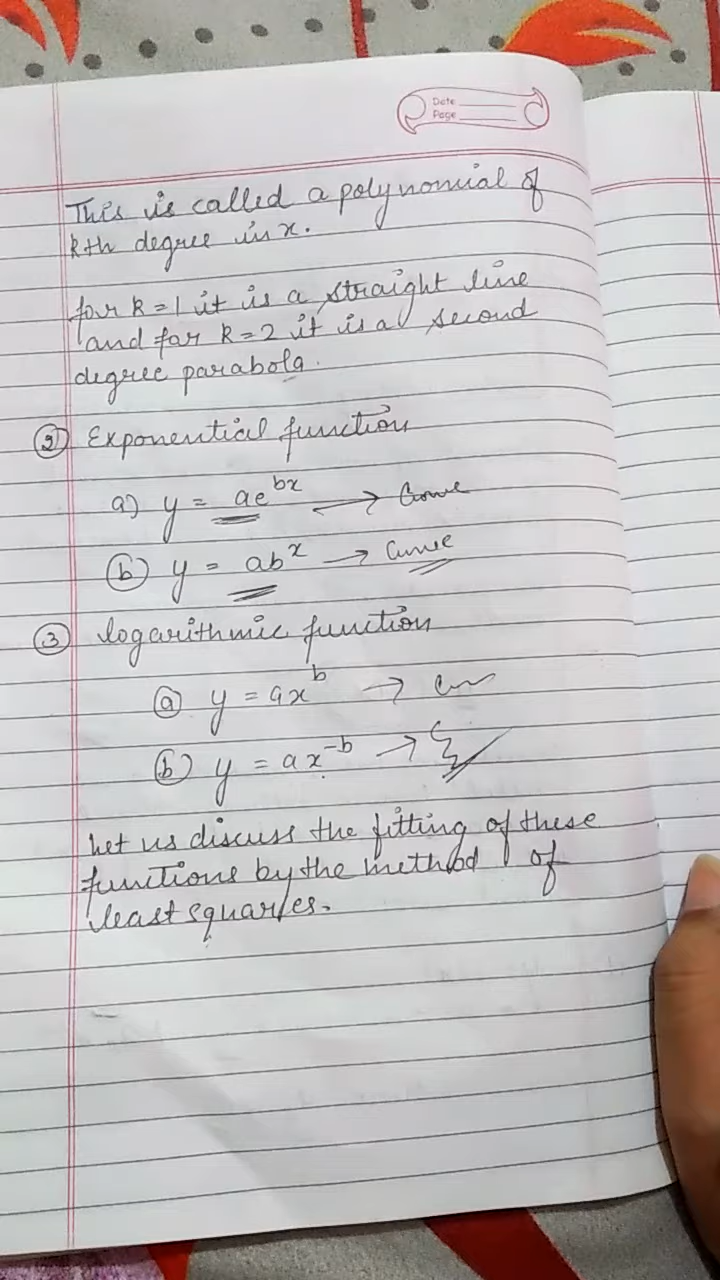 Date
Page
This is called a polynomial of
kth degree in x.
for k=1 it is a straight line
and for k=2 it is a second
degree parabola.
② Exponential function
a) y = ae^bx → Curve
ⓑ y = ab^x → Curve
③ logarithmic function
ⓐ y = ax^b →
ⓑ y = ax^-b →
Let us discuss the fitting of these
functions by the method of
least squares.